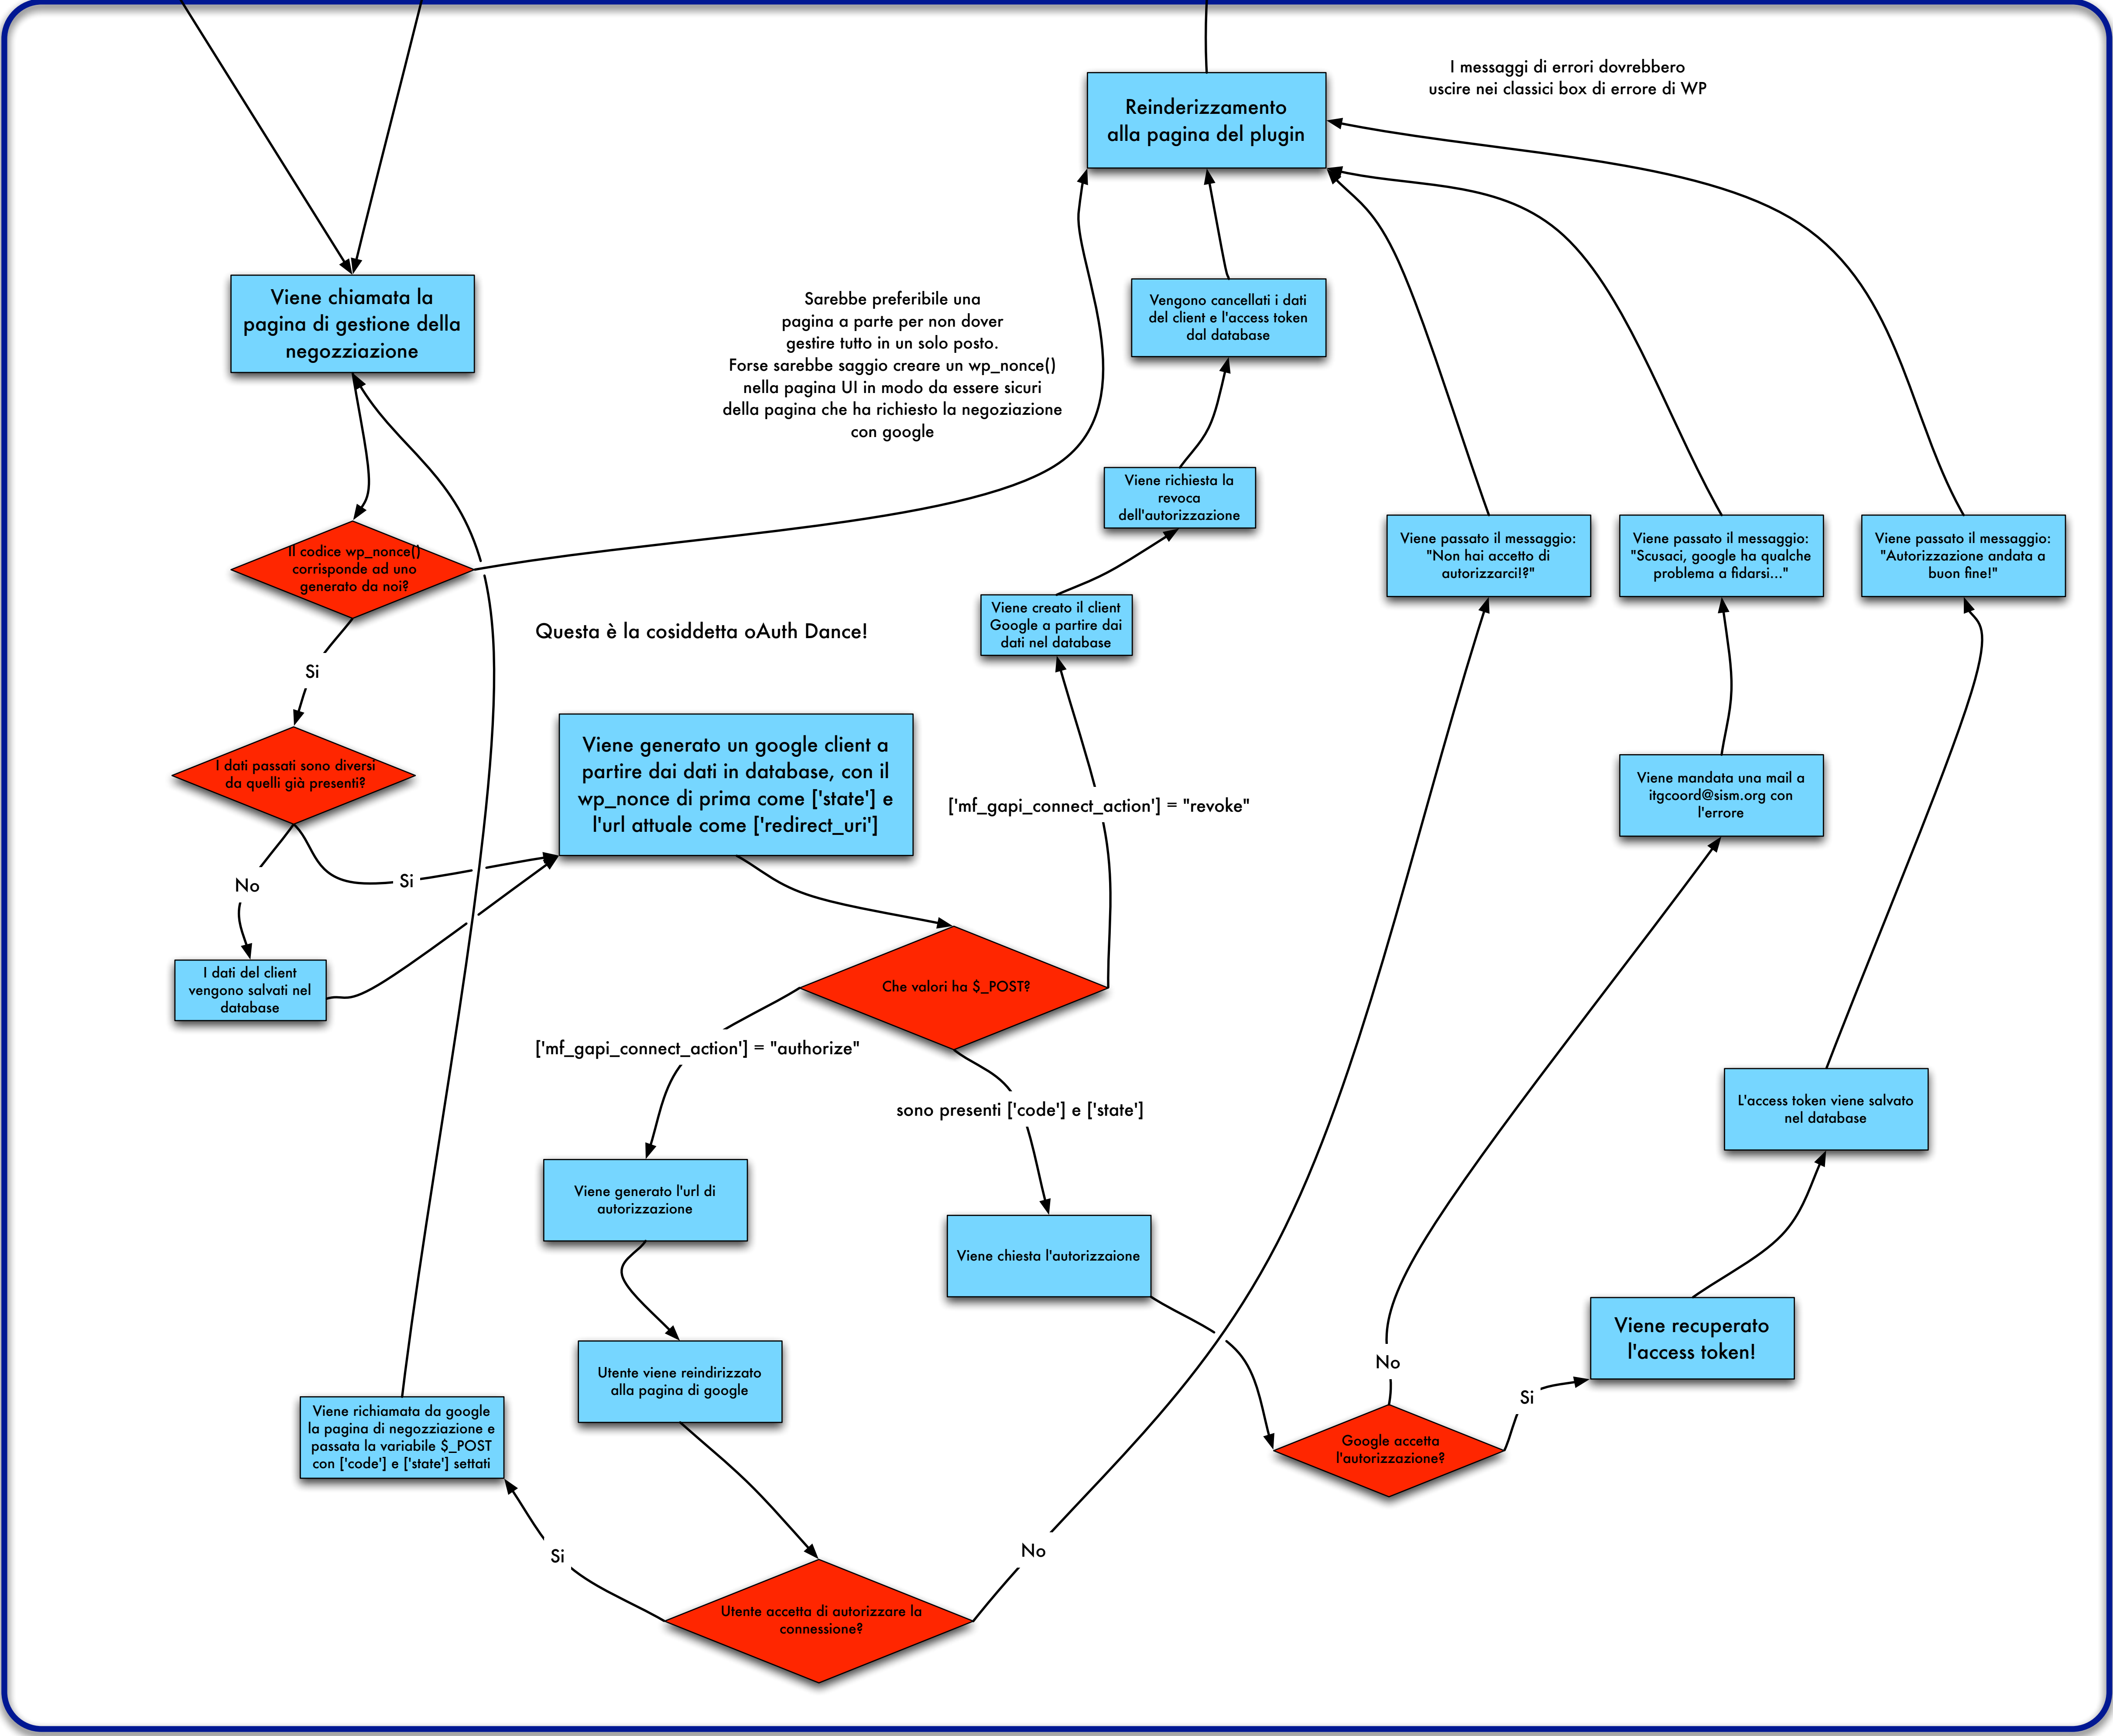 I messaggi di errori dovrebbero
uscire nei classici box di errore di WP
Reinderizzamento
alla pagina del plugin
Viene chiamata la
pagina di gestione della
negozziazione
Sarebbe preferibile una
pagina a parte per non dover
gestire tutto in un solo posto.
Forse sarebbe saggio creare un wp_nonce()
nella pagina UI in modo da essere sicuri
della pagina che ha richiesto la negoziazione
con google
Vengono cancellati i dati
del client e l'access token
dal database
Viene richiesta la
revoca
dell'autorizzazione
Viene passato il messaggio:
"Non hai accetto di
autorizzarci!?"
Viene passato il messaggio:
"Scusaci, google ha qualche
problema a fidarsi..."
Viene passato il messaggio:
"Autorizzazione andata a
buon fine!"
Il codice wp_nonce()
corrisponde ad uno
generato da noi?
Viene creato il client
Google a partire dai
dati nel database
Questa è la cosiddetta oAuth Dance!
Si
I dati passati sono diversi
da quelli già presenti?
Viene generato un google client a
partire dai dati in database, con il
wp_nonce di prima come ['state'] e
l'url attuale come ['redirect_uri']
['mf_gapi_connect_action'] = "revoke"
Viene mandata una mail a
itgcoord@sism.org con
l'errore
No
Si
I dati del client
vengono salvati nel
database
Che valori ha $_POST?
['mf_gapi_connect_action'] = "authorize"
sono presenti ['code'] e ['state']
L'access token viene salvato
nel database
Viene generato l'url di
autorizzazione
Viene chiesta l'autorizzaione
Viene recuperato
l'access token!
Utente viene reindirizzato
alla pagina di google
No
Si
Viene richiamata da google
la pagina di negozziazione e
passata la variabile $_POST
con ['code'] e ['state'] settati
Google accetta
l'autorizzazione?
Si
No
Utente accetta di autorizzare la
connessione?